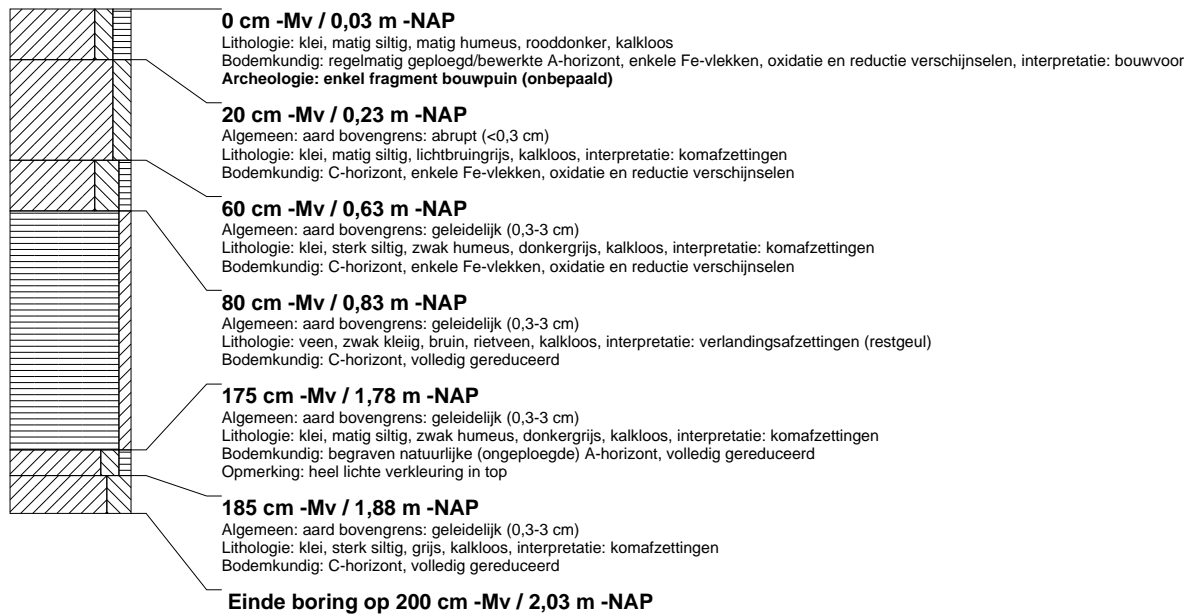 0 cm -Mv / 0,03 m -NAP
Lithologie: klei, matig siltig, matig humeus, rooddonker, kalkloos
Bodemkundig: regelmatig geploegd/bewerkte A-horizont, enkele Fe-vlekken, oxidatie en reductie verschijnselen, interpretatie: bouwvoor
Archeologie: enkel fragment bouwpuin (onbepaald)
20 cm -Mv / 0,23 m -NAP
Algemeen: aard bovengrens: abrupt (<0,3 cm)
Lithologie: klei, matig siltig, lichtbruingrijs, kalkloos, interpretatie: komafzettingen
Bodemkundig: C-horizont, enkele Fe-vlekken, oxidatie en reductie verschijnselen
60 cm -Mv / 0,63 m -NAP
Algemeen: aard bovengrens: geleidelijk (0,3-3 cm)
Lithologie: klei, sterk siltig, zwak humeus, donkergrijs, kalkloos, interpretatie: komafzettingen
Bodemkundig: C-horizont, enkele Fe-vlekken, oxidatie en reductie verschijnselen
80 cm -Mv / 0,83 m -NAP
Algemeen: aard bovengrens: geleidelijk (0,3-3 cm)
Lithologie: veen, zwak kleiig, bruin, rietveen, kalkloos, interpretatie: verlandingsafzettingen (restgeul)
Bodemkundig: C-horizont, volledig gereduceerd
175 cm -Mv / 1,78 m -NAP
Algemeen: aard bovengrens: geleidelijk (0,3-3 cm)
Lithologie: klei, matig siltig, zwak humeus, donkergrijs, kalkloos, interpretatie: komafzettingen
Bodemkundig: begraven natuurlijke (ongeploegde) A-horizont, volledig gereduceerd
Opmerking: heel lichte verkleuring in top
185 cm -Mv / 1,88 m -NAP
Algemeen: aard bovengrens: geleidelijk (0,3-3 cm)
Lithologie: klei, sterk siltig, grijs, kalkloos, interpretatie: komafzettingen
Bodemkundig: C-horizont, volledig gereduceerd
Einde boring op 200 cm -Mv / 2,03 m -NAP